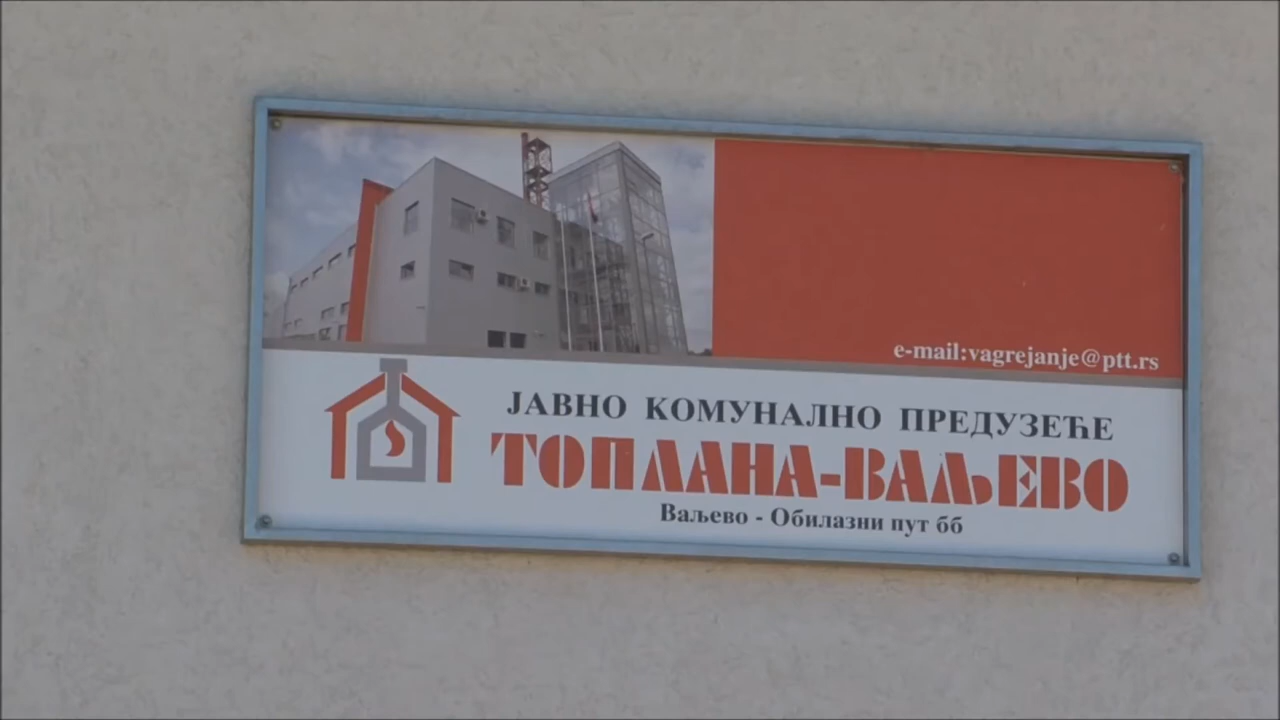 e-mail:vagrejanje@ptt.rs
ЈАВНО КОМУНАЛНО ПРЕДУЗЕЋЕ
ТОПЛАНА-ВАЉЕВО
Ваљево - Обилазни пут бб